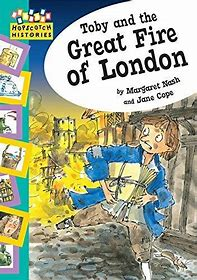 HOPSCOTCH
HISTORIES
Toby and the
Great Fire
of London
by Margaret Nash
and Jane Cope